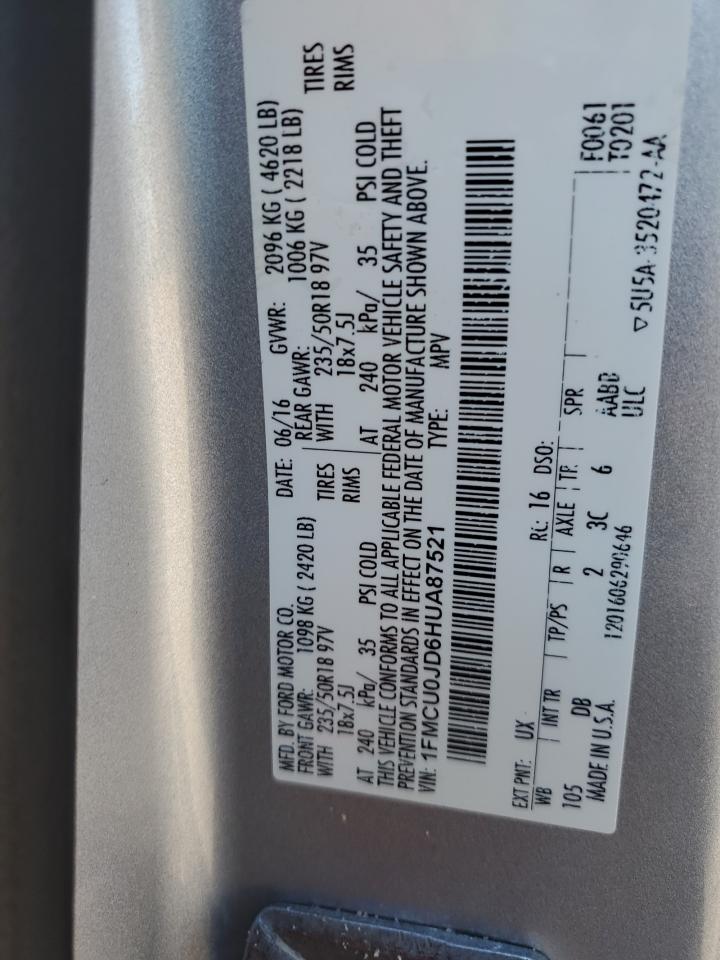 MFD. BY FORD MOTOR CO.
DATE: 06/16 GVWR: 2096 KG ( 4620 LB)
FRONT GAWR: 1098 KG ( 2420 LB) REAR GAWR: 1006 KG ( 2218 LB)
WITH 235/50R18 97V TIRES WITH 235/50R18 97V TIRES
18x7.5J RIMS 18x7.5J RIMS
AT 240 kPa/ 35 PSI COLD AT 240 kPa/ 35 PSI COLD
THIS VEHICLE CONFORMS TO ALL APPLICABLE FEDERAL MOTOR VEHICLE SAFETY AND THEFT
PREVENTION STANDARDS IN EFFECT ON THE DATE OF MANUFACTURE SHOWN ABOVE.
VIN: 1FMCU0JD6HUA87521 TYPE: MPV
EXT PNT: UX RC: 16 DSO:
WB INT TR TP/PS R AXLE TR SPR
105 DB 2 3C 6 AABB F0061
MADE IN U.S.A. 1201606290646 ULC T0201
▽ 5U5A-3520472-AA